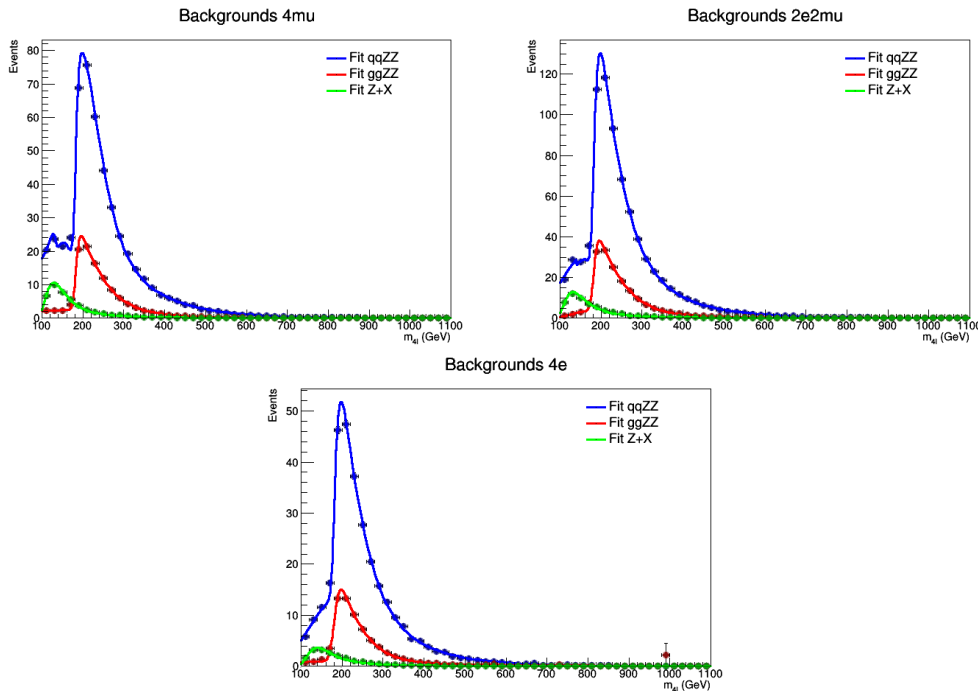 Backgrounds 4mu
Events
80
70
60
50
40
30
20
10
0
100 200 300 400 500 600 700 800 900 1000 1100
m4l (GeV)
Fit qqZZ
Fit ggZZ
Fit Z+X
Backgrounds 2e2mu
Events
120
100
80
60
40
20
0
100 200 300 400 500 600 700 800 900 1000 1100
m4l (GeV)
Fit qqZZ
Fit ggZZ
Fit Z+X
Backgrounds 4e
Events
50
40
30
20
10
0
100 200 300 400 500 600 700 800 900 1000 1100
m4l (GeV)
Fit qqZZ
Fit ggZZ
Fit Z+X